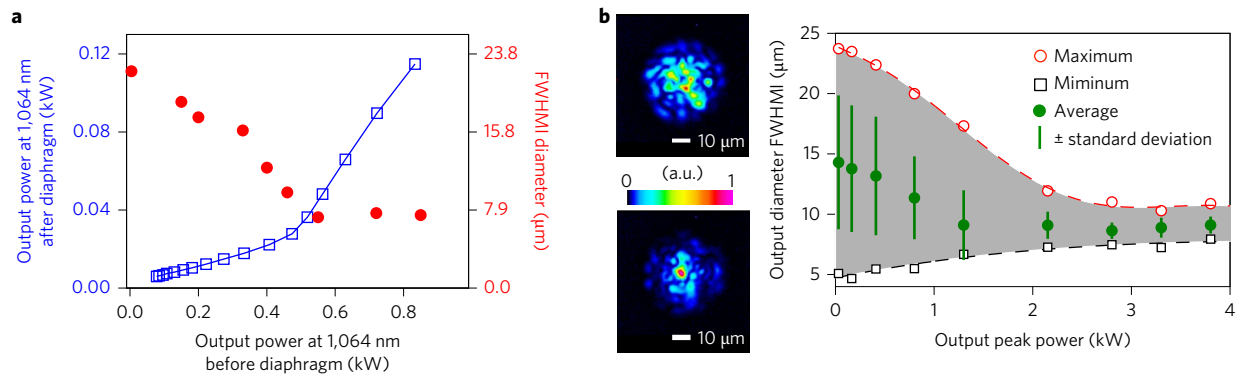 a
Output power at 1,064 nm
after diaphragm (kW)
0.12
0.08
0.04
0.00
0.0
0.2
0.4
0.6
0.8
Output power at 1,064 nm
before diaphragm (kW)
23.8
15.8
7.9
0.0
FWHMI diameter (μm)
b
10 μm
(a.u.)
0
1
10 μm
Output diameter FWHMI (μm)
25
20
15
10
5
0
1
2
3
4
Output peak power (kW)
Maximum
Miminum
Average
± standard deviation